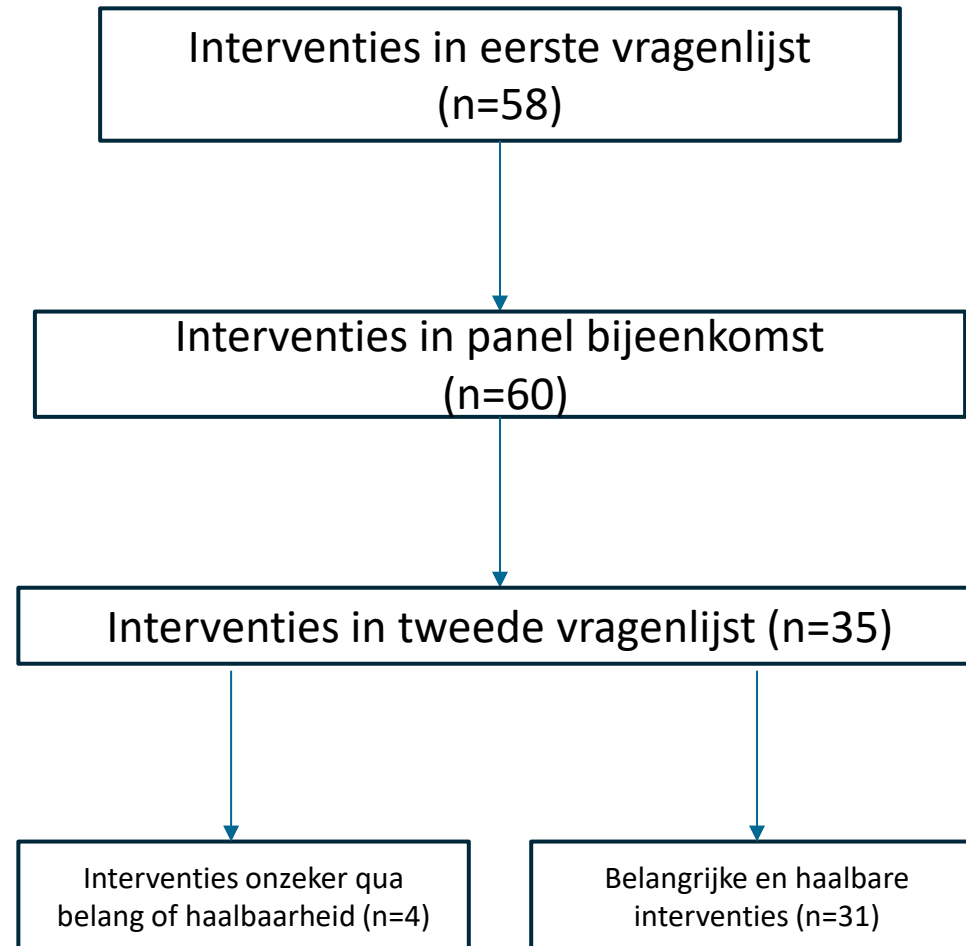 Interventies in eerste vragenlijst
(n=58)
Interventies in panel bijeenkomst
(n=60)
Interventies in tweede vragenlijst (n=35)
Interventies onzeker qua
belang of haalbaarheid (n=4)
Belangrijke en haalbare
interventies (n=31)